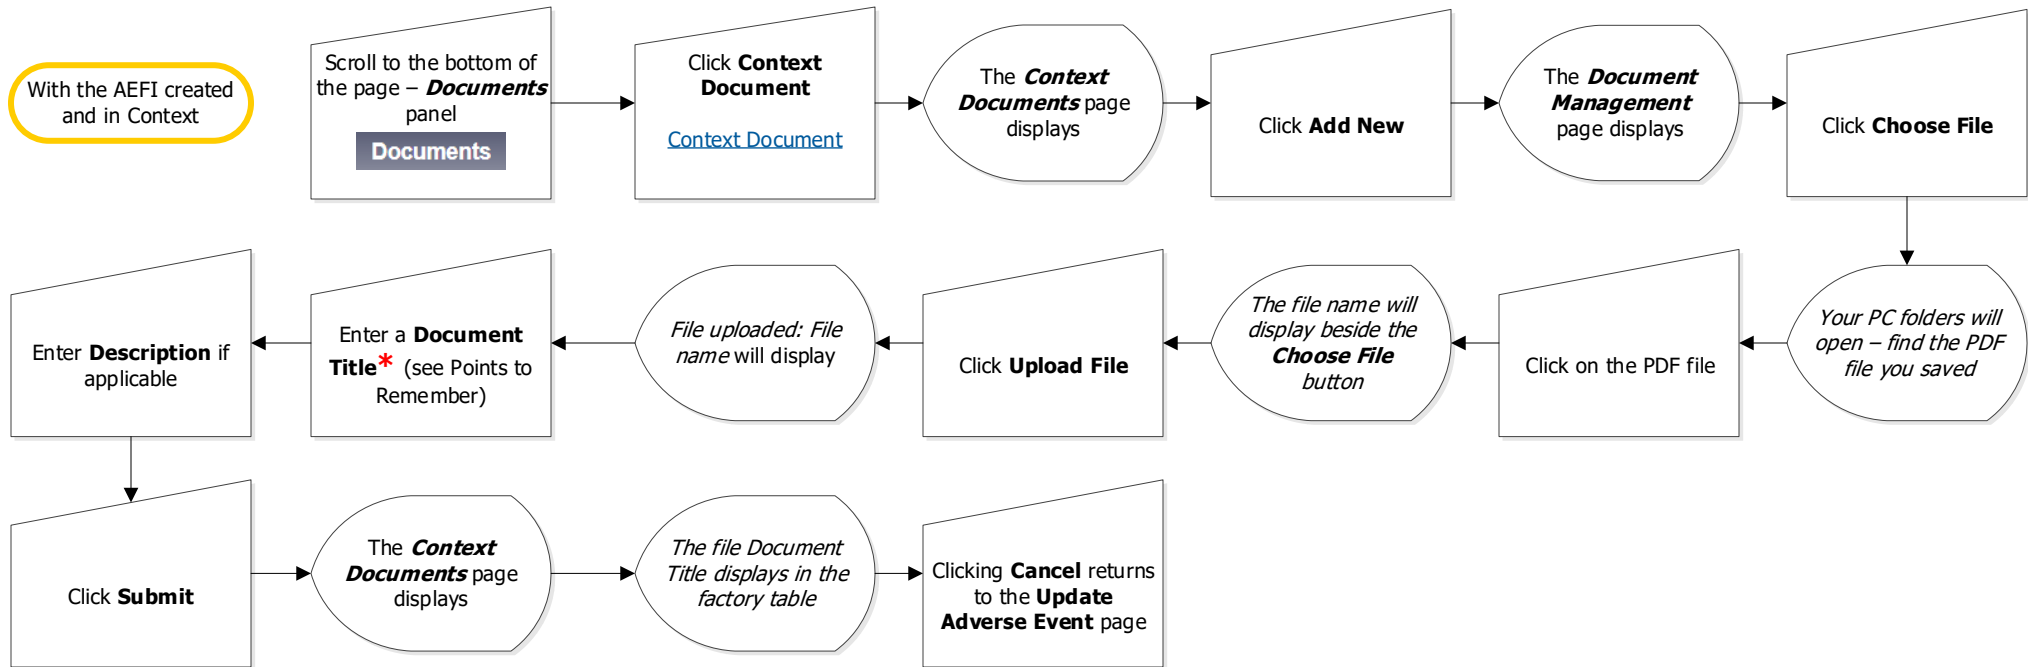 With the AEFI created
and in Context
Scroll to the bottom of
the page – Documents
panel
Documents
Click Context
Document
Context Document
The Context
Documents page
displays
Click Add New
The Document
Management
page displays
Click Choose File
Your PC folders will
open – find the PDF
file you saved
Click on the PDF file
The file name will
display beside the
Choose File
button
Click Upload File
File uploaded: File
name will display
Enter a Document
Title* (see Points to
Remember)
Enter Description if
applicable
Click Submit
The Context
Documents page
displays
The file Document
Title displays in the
factory table
Clicking Cancel returns
to the Update
Adverse Event page